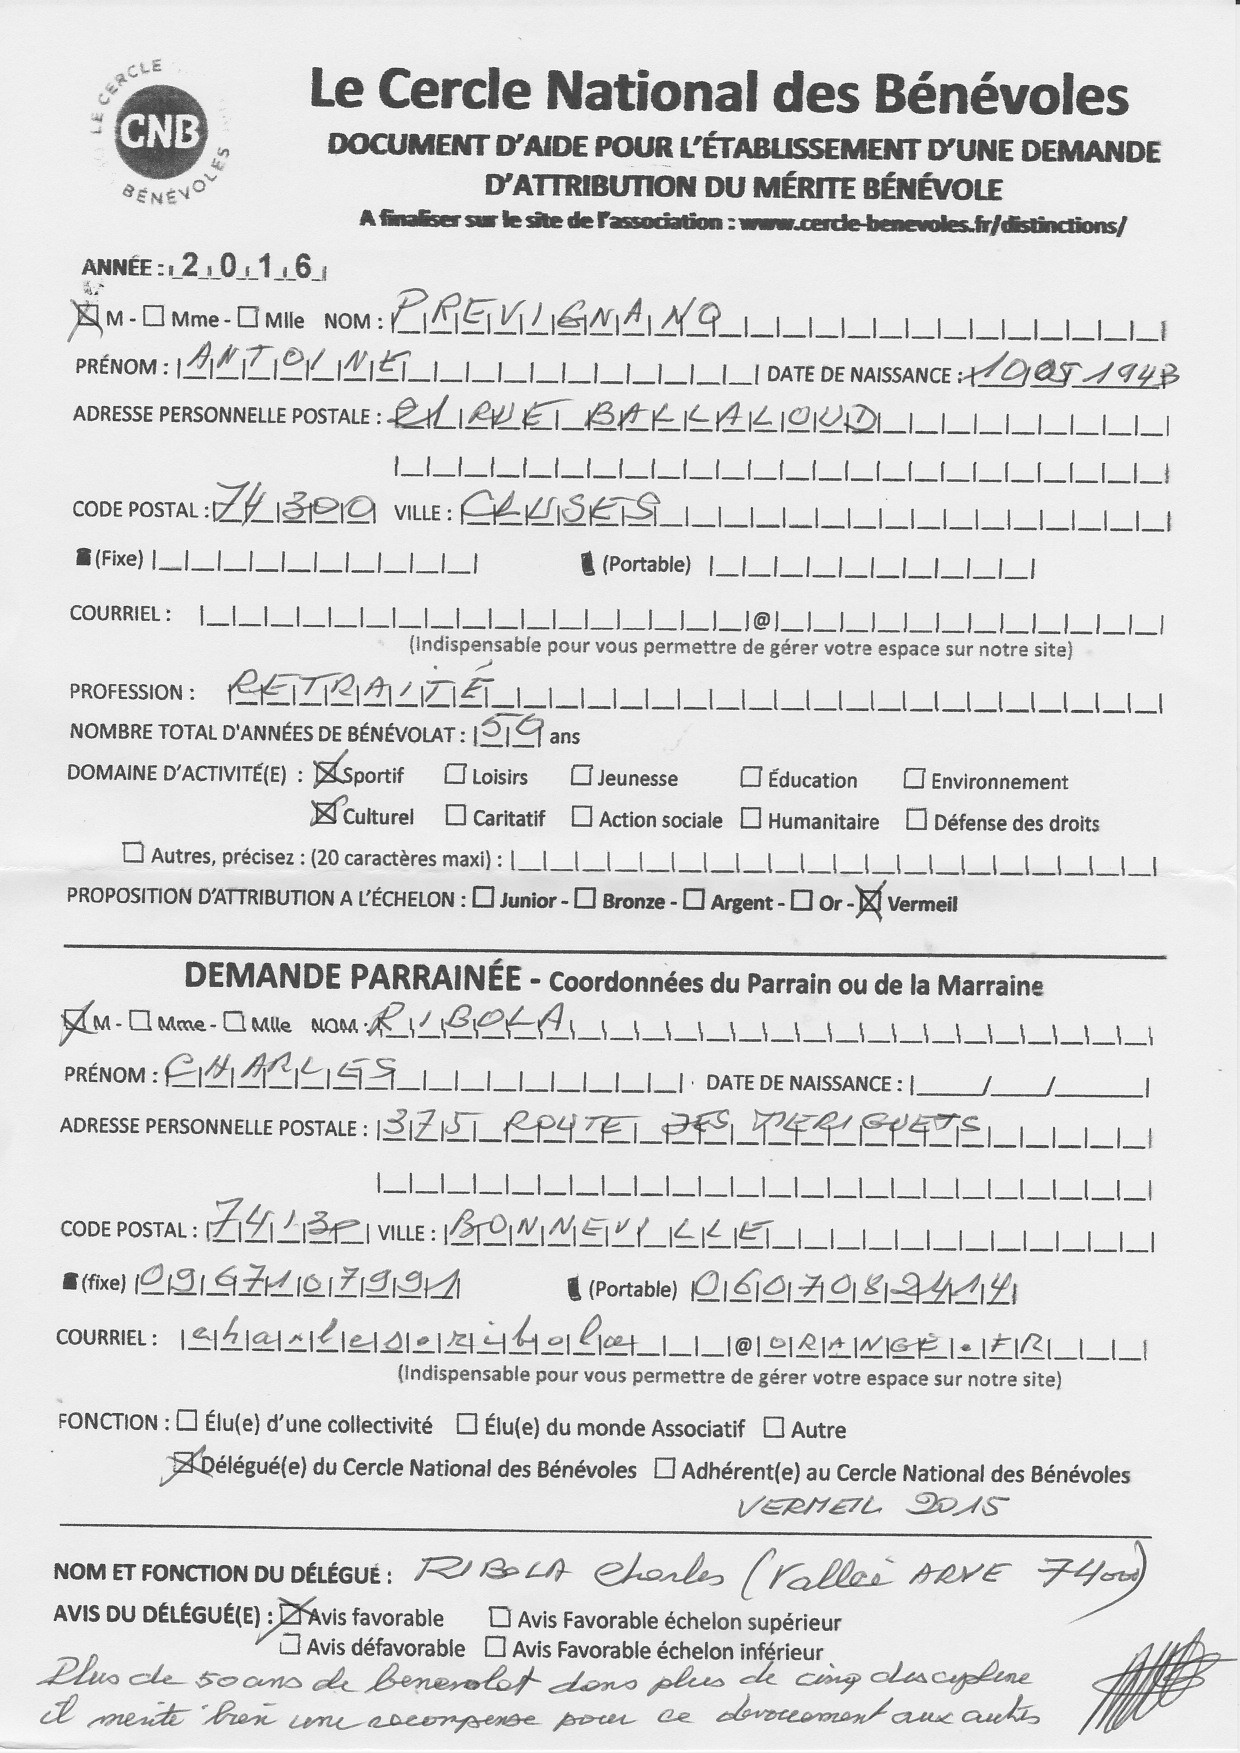 LE CERCLE
CNB
BÉNÉVOLES
Le Cercle National des Bénévoles
DOCUMENT D'AIDE POUR L'ÉTABLISSEMENT D'UNE DEMANDE
D'ATTRIBUTION DU MÉRITE BÉNÉVOLE
A finaliser sur le site de l'association : www.cercle-benevoles.fr/distinctions/
ANNÉE : 2016
☒ M - ☐ Mme - ☐ Mlle NOM : PREVIGNANO
PRÉNOM : ANTOINE DATE DE NAISSANCE : 10 05 1943
ADRESSE PERSONNELLE POSTALE : RUE BALLALOUD
CODE POSTAL : 74300 VILLE : CLUSES
(Fixe) (Portable)
COURRIEL : @
(Indispensable pour vous permettre de gérer votre espace sur notre site)
PROFESSION : RETRAITÉ
NOMBRE TOTAL D'ANNÉES DE BÉNÉVOLAT : 59 ans
DOMAINE D'ACTIVITÉ(E) : ☒ Sportif ☐ Loisirs ☐ Jeunesse ☐ Éducation ☐ Environnement
☒ Culturel ☐ Caritatif ☐ Action sociale ☐ Humanitaire ☐ Défense des droits
☐ Autres, précisez : (20 caractères maxi) :
PROPOSITION D'ATTRIBUTION A L'ÉCHELON : ☐ Junior - ☐ Bronze - ☐ Argent - ☐ Or - ☒ Vermeil
DEMANDE PARRAINÉE - Coordonnées du Parrain ou de la Marraine
☒ M - ☐ Mme - ☐ Mlle NOM : RIBOLA
PRÉNOM : CHARLES DATE DE NAISSANCE : / /
ADRESSE PERSONNELLE POSTALE : 375 ROUTE DES MERIGUETS
CODE POSTAL : 74130 VILLE : BONNEVILLE
(fixe) 0967107991 (Portable) 0607082414
COURRIEL : charles.ribola @ ORANGE.FR
(Indispensable pour vous permettre de gérer votre espace sur notre site)
FONCTION : ☐ Élu(e) d'une collectivité ☐ Élu(e) du monde Associatif ☐ Autre
☒ Délégué(e) du Cercle National des Bénévoles ☐ Adhérent(e) au Cercle National des Bénévoles
VERMEIL 2015
NOM ET FONCTION DU DÉLÉGUÉ : RIBOLA Charles (Vallée ARVE 74000)
AVIS DU DÉLÉGUÉ(E) : ☒ Avis favorable ☐ Avis Favorable échelon supérieur
☐ Avis défavorable ☐ Avis Favorable échelon inférieur
Plus de 50 ans de benevolat dans plus de cinq discypline
il merite bien une recompense pour ce devouement aux autres